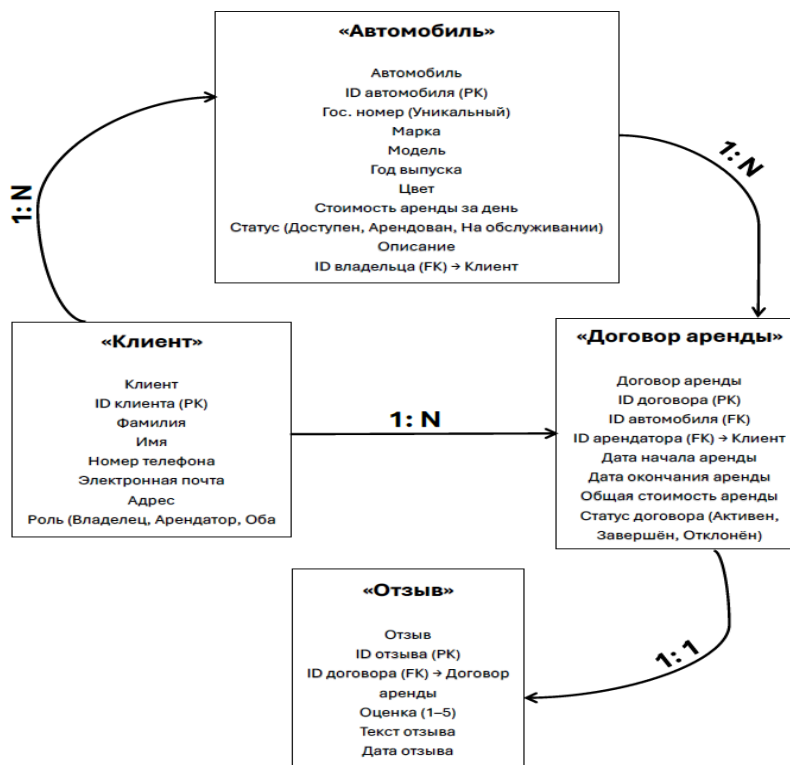 «Автомобиль»
Автомобиль
ID автомобиля (PK)
Гос. номер (Уникальный)
Марка
Модель
Год выпуска
Цвет
Стоимость аренды за день
Статус (Доступен, Арендован, На обслуживании)
Описание
ID владельца (FK) → Клиент
1: N
1: N
«Клиент»
Клиент
ID клиента (PK)
Фамилия
Имя
Номер телефона
Электронная почта
Адрес
Роль (Владелец, Арендатор, Оба
1: N
«Договор аренды»
Договор аренды
ID договора (PK)
ID автомобиля (FK)
ID арендатора (FK) → Клиент
Дата начала аренды
Дата окончания аренды
Общая стоимость аренды
Статус договора (Активен,
Завершён, Отклонён)
1: 1
«Отзыв»
Отзыв
ID отзыва (PK)
ID договора (FK) → Договор
аренды
Оценка (1–5)
Текст отзыва
Дата отзыва